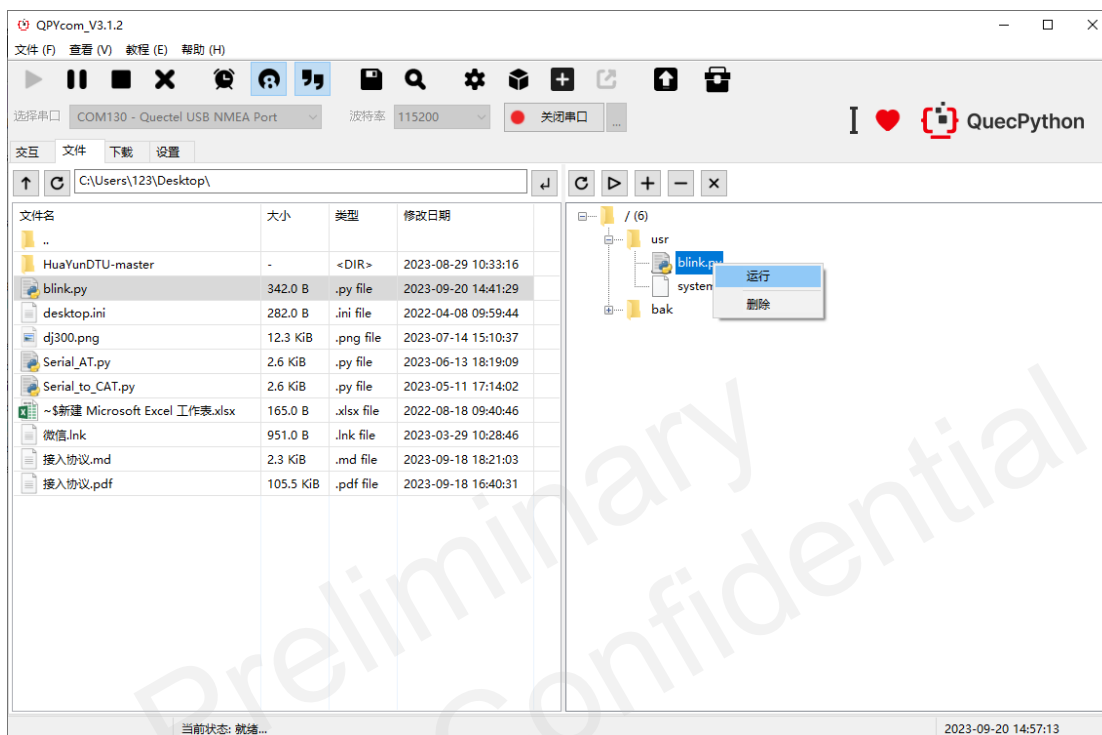 QPYcom_V3.1.2
文件 (F) 查看 (V) 教程 (E) 帮助 (H)
选择串口 COM130 - Quectel USB NMEA Port 波特率 115200 关闭串口 ...
QuecPython
交互 文件 下载 设置
C:\Users\123\Desktop\
文件名 大小 类型 修改日期
..
HuaYunDTU-master - <DIR> 2023-08-29 10:33:16
blink.py 342.0 B .py file 2023-09-20 14:41:29
desktop.ini 282.0 B .ini file 2022-04-08 09:59:44
dj300.png 12.3 KiB .png file 2023-07-14 15:10:37
Serial_AT.py 2.6 KiB .py file 2023-06-13 18:19:09
Serial_to_CAT.py 2.6 KiB .py file 2023-05-11 17:14:02
~$新建 Microsoft Excel 工作表.xlsx 165.0 B .xlsx file 2022-08-18 09:40:46
微信.lnk 951.0 B .lnk file 2023-03-29 10:28:46
接入协议.md 2.3 KiB .md file 2023-09-18 18:21:03
接入协议.pdf 105.5 KiB .pdf file 2023-09-18 16:40:31
/ (6)
usr
blink.py
system
bak
运行
删除
Preliminary
Confidential
当前状态: 就绪... 2023-09-20 14:57:13